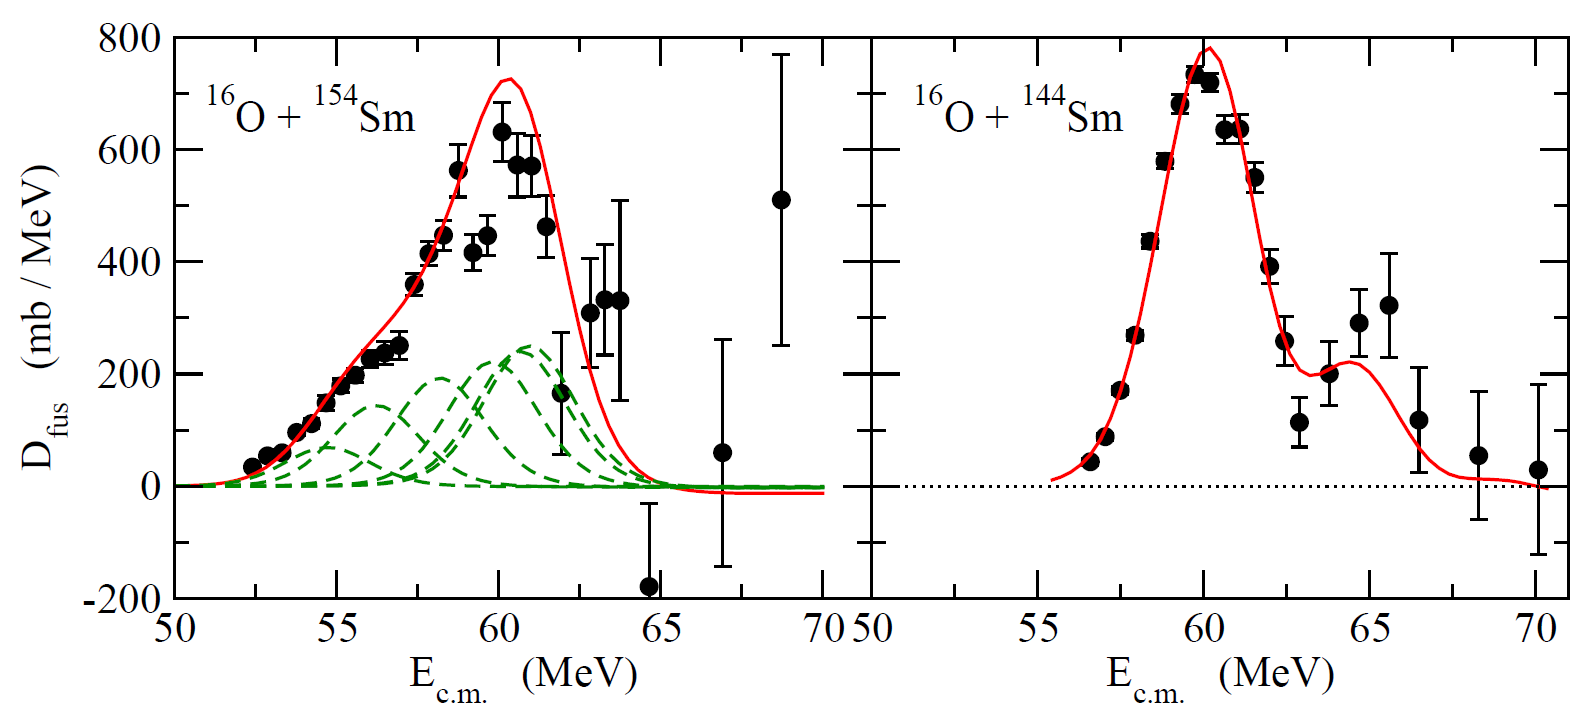 800
600
400
200
0
-200
D_fus (mb / MeV)
^16O + ^154Sm
^16O + ^144Sm
50 55 60 65 70 50 55 60 65 70
E_c.m. (MeV) E_c.m. (MeV)